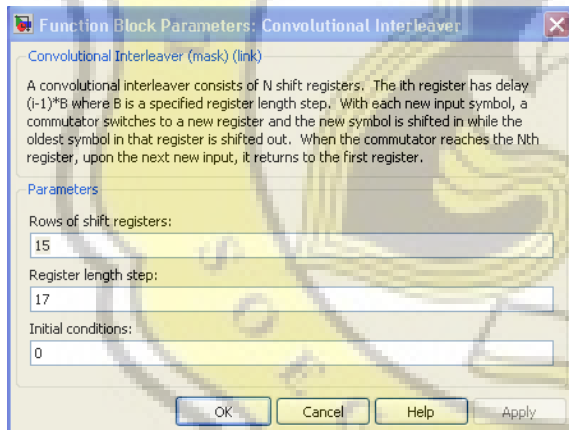 Function Block Parameters: Convolutional Interleaver
Convolutional Interleaver (mask) (link)
A convolutional interleaver consists of N shift registers. The ith register has delay
(i-1)*B where B is a specified register length step. With each new input symbol, a
commutator switches to a new register and the new symbol is shifted in while the
oldest symbol in that register is shifted out. When the commutator reaches the Nth
register, upon the next new input, it returns to the first register.
Parameters
Rows of shift registers:
15
Register length step:
17
Initial conditions:
0
OK Cancel Help Apply